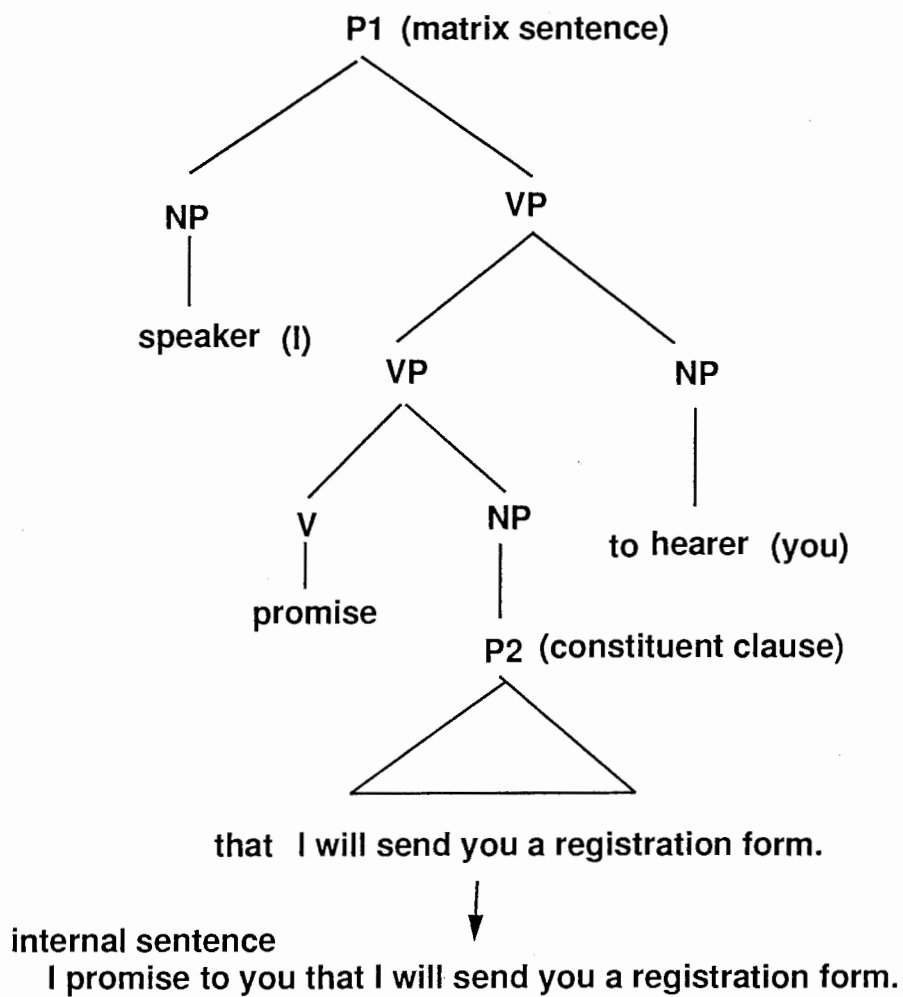 P1 (matrix sentence)
NP
VP
speaker (I)
VP
NP
V
NP
to hearer (you)
promise
P2 (constituent clause)
that I will send you a registration form.
internal sentence
I promise to you that I will send you a registration form.